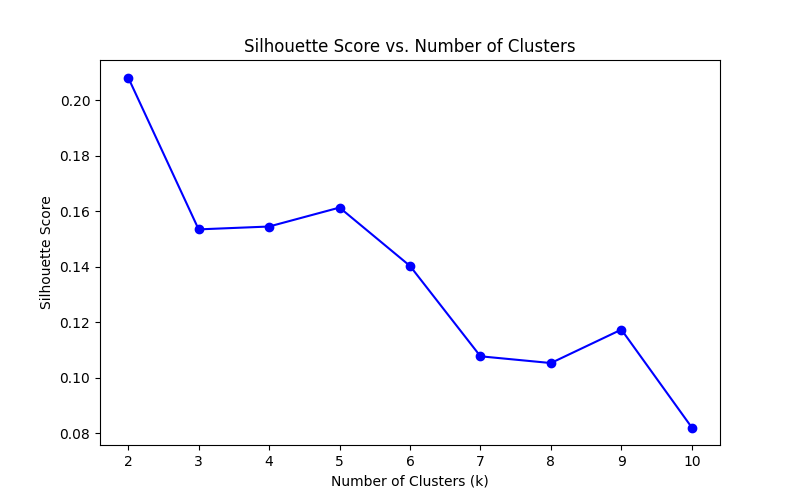 Silhouette Score vs. Number of Clusters
0.20
0.18
0.16
0.14
0.12
0.10
0.08
Silhouette Score
2 3 4 5 6 7 8 9 10
Number of Clusters (k)